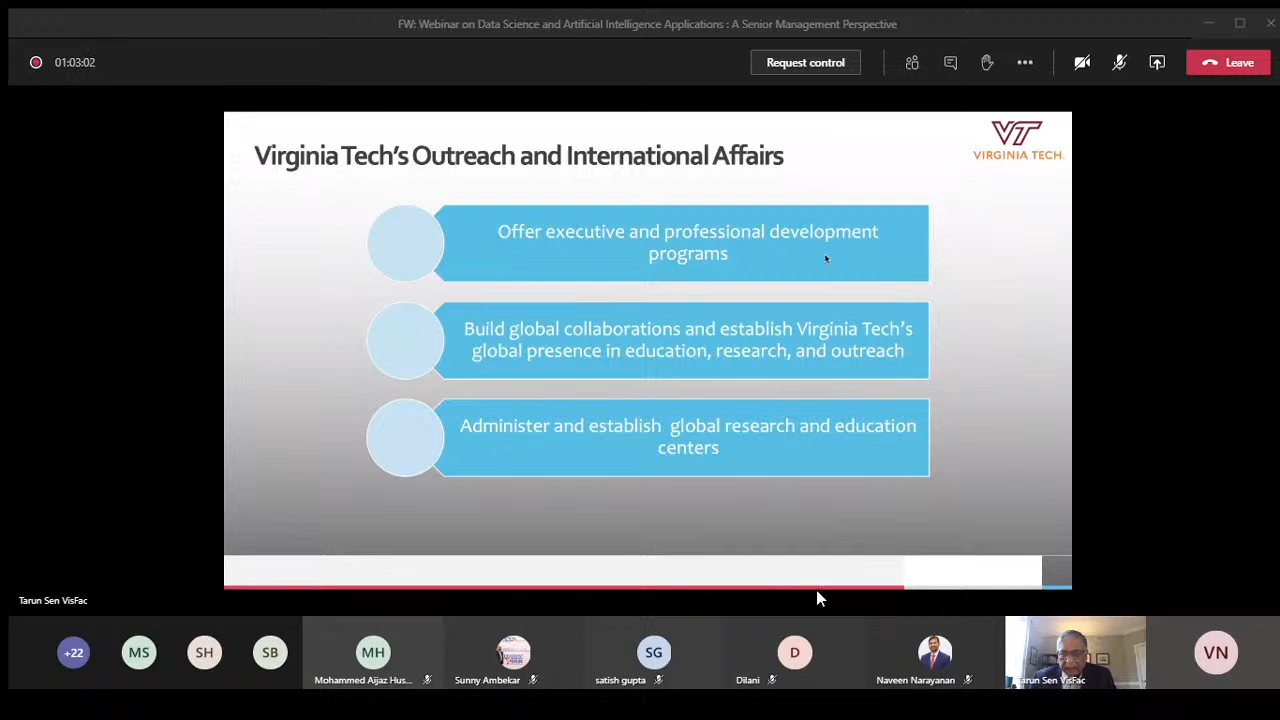 FW: Webinar on Data Science and Artificial Intelligence Applications : A Senior Management Perspective
01:03:02
Request control
Leave
Virginia Tech's Outreach and International Affairs
VT
VIRGINIA TECH.
Offer executive and professional development
programs
Build global collaborations and establish Virginia Tech's
global presence in education, research, and outreach
Administer and establish global research and education
centers
Tarun Sen VisFac
+22
MS
SH
SB
MH
SG
D
VN
Mohammed Aijaz Hus...
Sunny Ambekar
satish gupta
Dilani
Naveen Narayanan
Tarun Sen VisFac